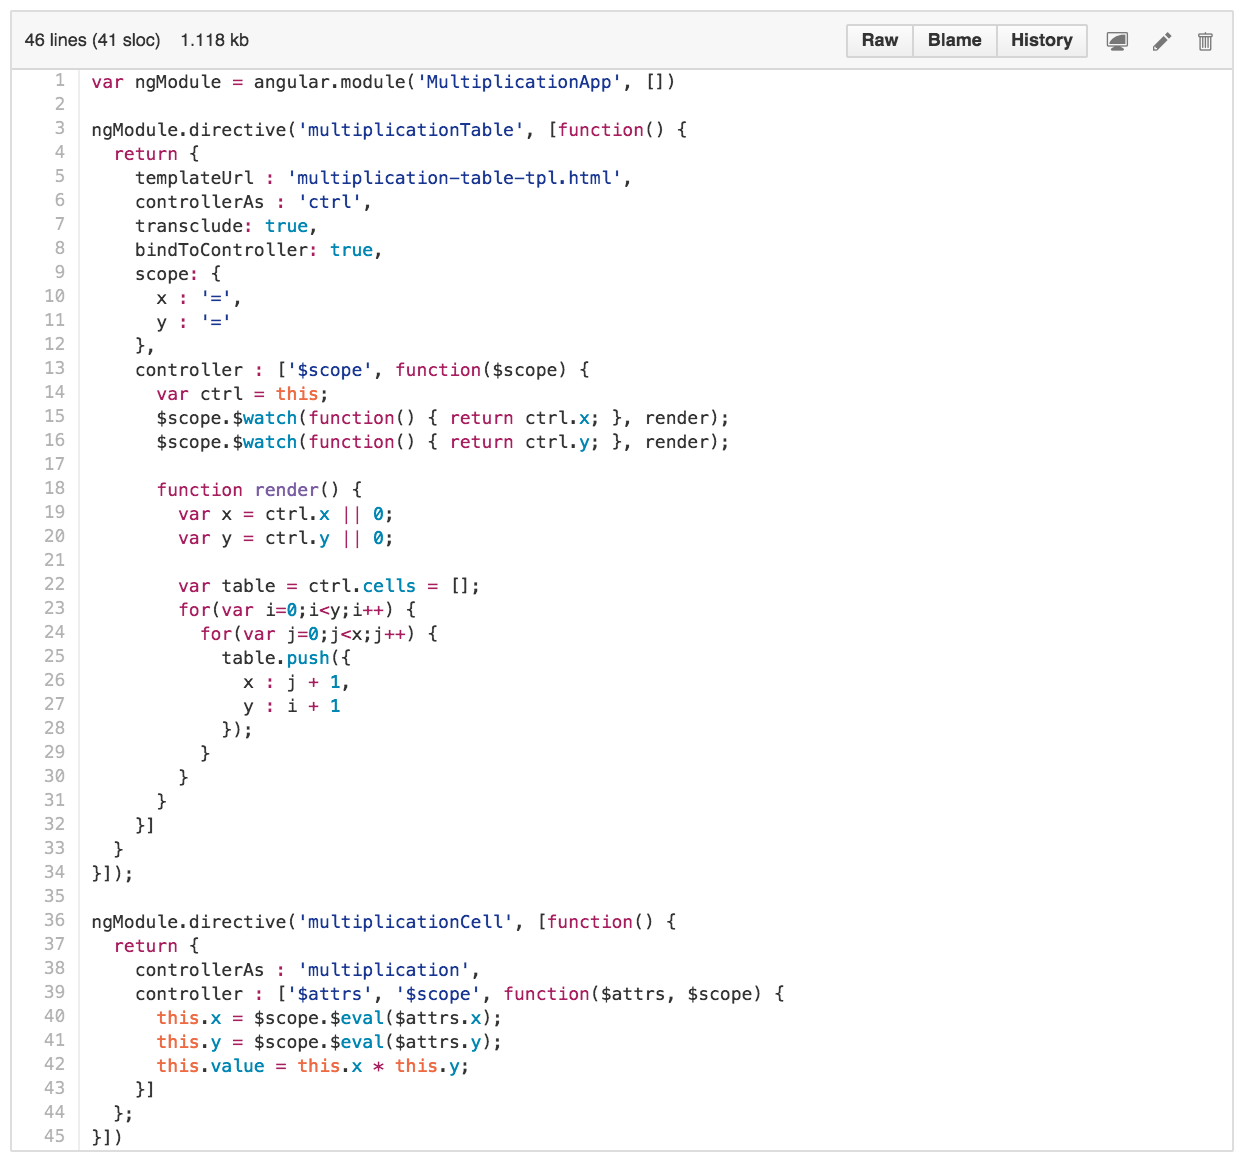 46 lines (41 sloc) 1.118 kb Raw Blame History
1 var ngModule = angular.module('MultiplicationApp', [])
2
3 ngModule.directive('multiplicationTable', [function() {
4   return {
5     templateUrl : 'multiplication-table-tpl.html',
6     controllerAs : 'ctrl',
7     transclude: true,
8     bindToController: true,
9     scope: {
10       x : '=',
11       y : '='
12     },
13     controller : ['$scope', function($scope) {
14       var ctrl = this;
15       $scope.$watch(function() { return ctrl.x; }, render);
16       $scope.$watch(function() { return ctrl.y; }, render);
17
18       function render() {
19         var x = ctrl.x || 0;
20         var y = ctrl.y || 0;
21
22         var table = ctrl.cells = [];
23         for(var i=0;i<y;i++) {
24           for(var j=0;j<x;j++) {
25             table.push({
26               x : j + 1,
27               y : i + 1
28             });
29           }
30         }
31       }
32     }]
33   }
34 }]);
35
36 ngModule.directive('multiplicationCell', [function() {
37   return {
38     controllerAs : 'multiplication',
39     controller : ['$attrs', '$scope', function($attrs, $scope) {
40       this.x = $scope.$eval($attrs.x);
41       this.y = $scope.$eval($attrs.y);
42       this.value = this.x * this.y;
43     }]
44   };
45 }])